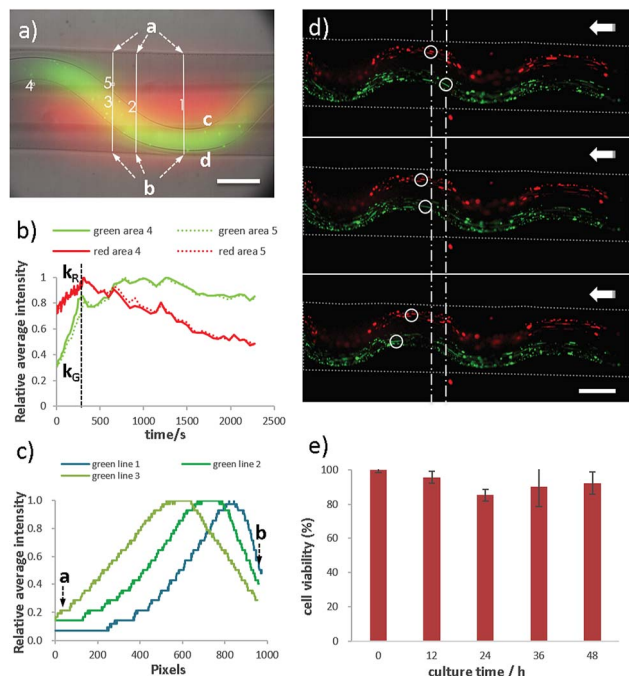 a)
a
4
5
3
2
1
c
d
b
b)
green area 4
green area 5
red area 4
red area 5
Relative average intensity
1
0.8
0.6
0.4
0.2
0
kR
kG
0
500
1000
1500
2000
2500
time/s
c)
green line 1
green line 2
green line 3
Relative average intensity
1.0
0.8
0.6
0.4
0.2
0.0
a
b
0
200
400
600
800
1000
Pixels
d)
e)
cell viability (%)
100
80
60
40
20
0
0
12
24
36
48
culture time / h